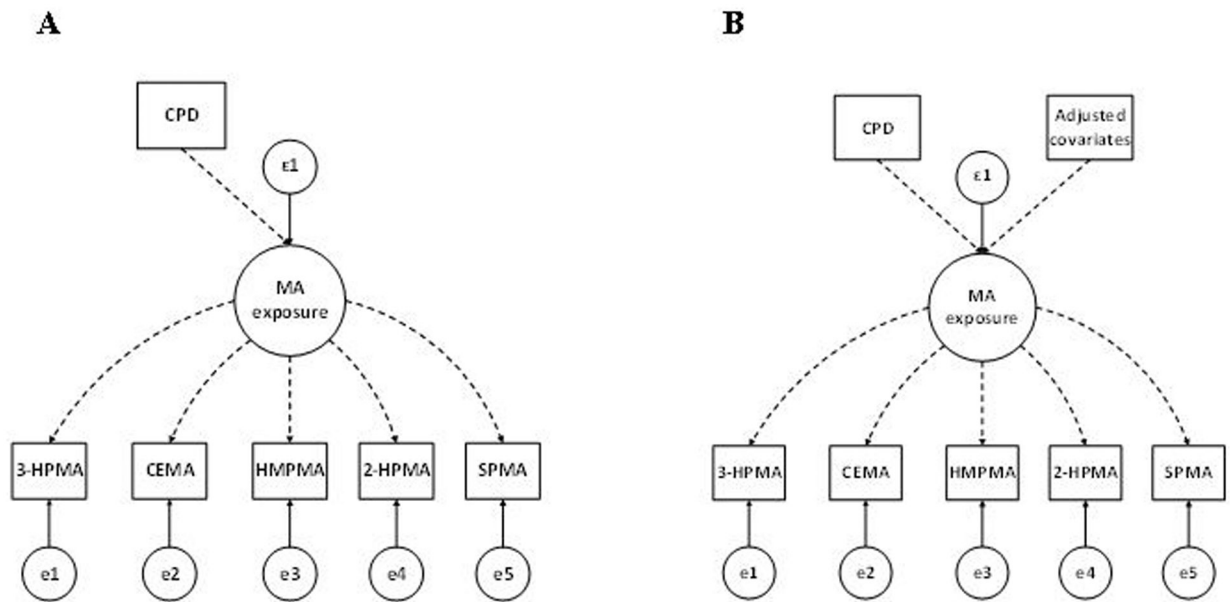 A
CPD
ε1
MA
exposure
3-HPMA
CEMA
HMPMA
2-HPMA
SPMA
e1
e2
e3
e4
e5
B
CPD
Adjusted
covariates
ε1
MA
exposure
3-HPMA
CEMA
HMPMA
2-HPMA
SPMA
e1
e2
e3
e4
e5